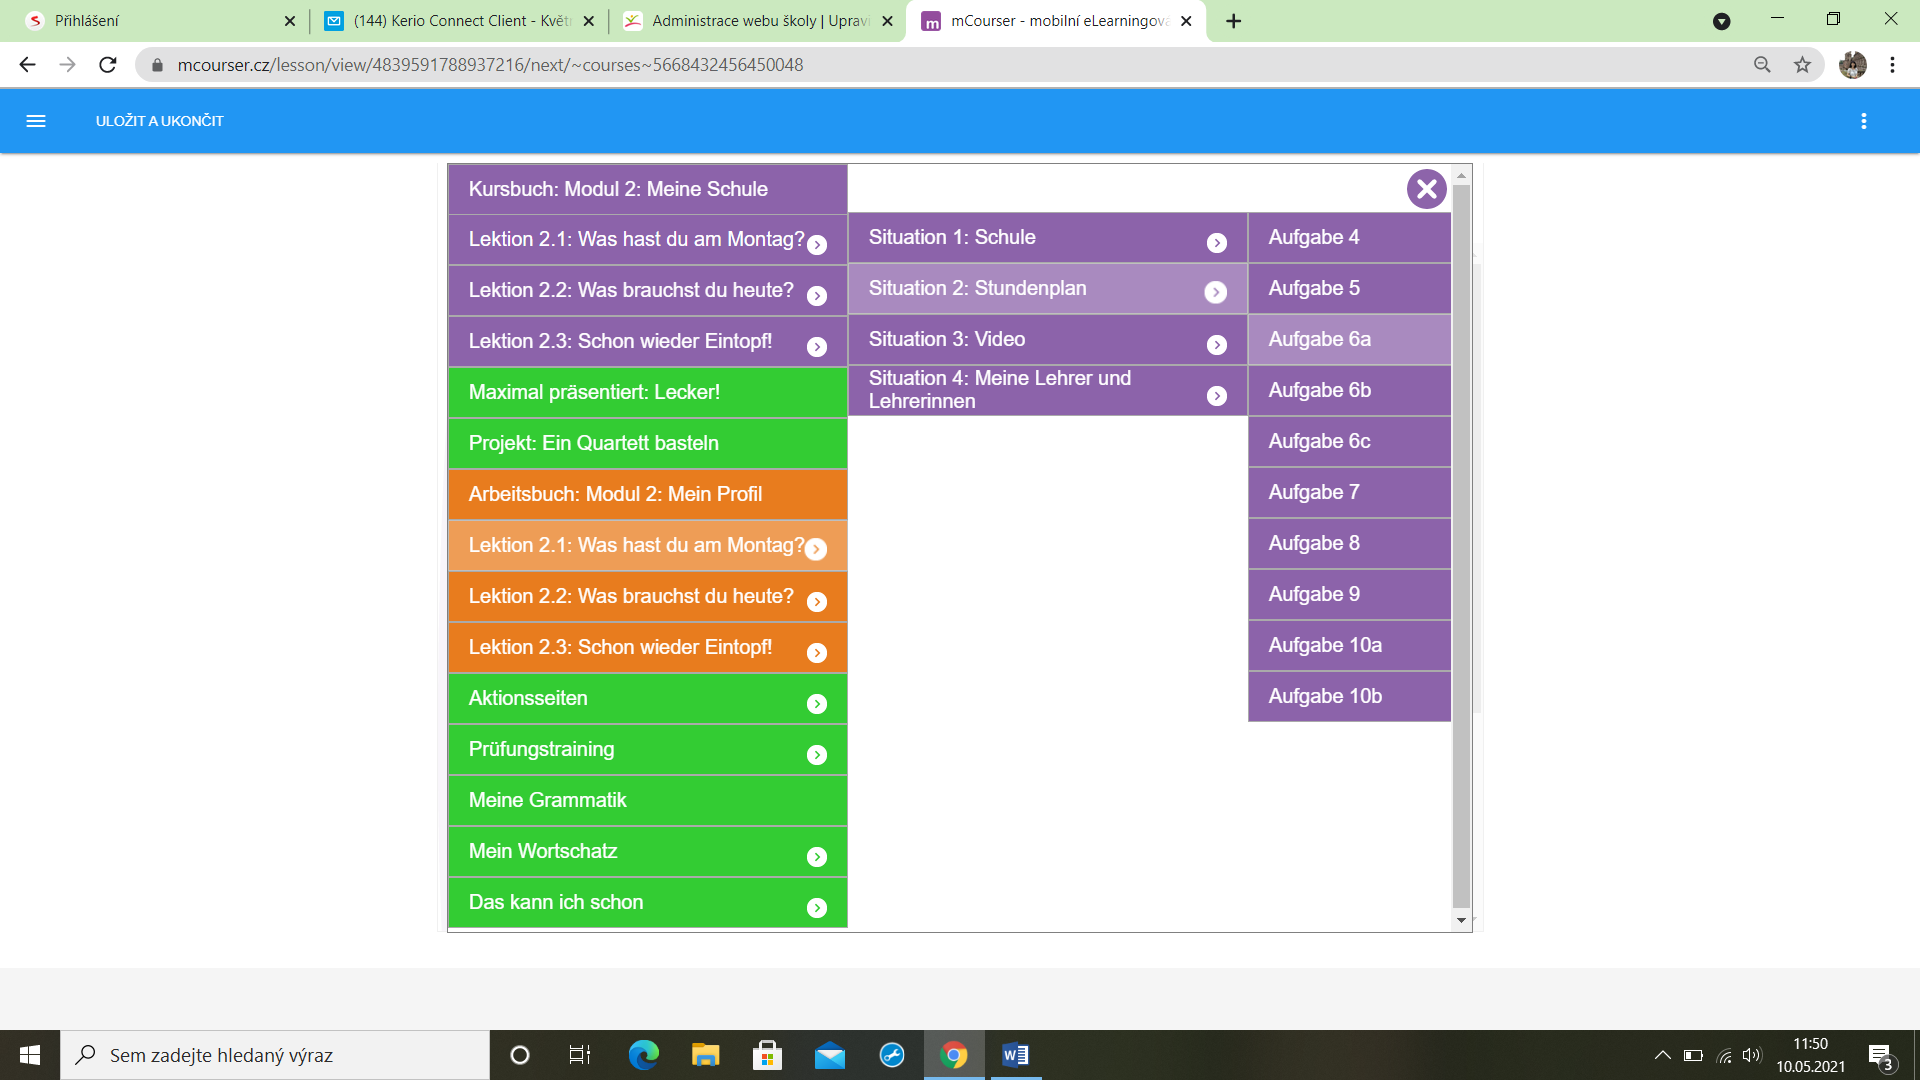 Přihlášení
(144) Kerio Connect Client - Květ
Administrace webu školy | Uprav
mCourser - mobilní eLearningov
mcourser.cz/lesson/view/4839591788937216/next/~courses~5668432456450048
ULOŽIT A UKONČIT
Kursbuch: Modul 2: Meine Schule
Lektion 2.1: Was hast du am Montag?
Lektion 2.2: Was brauchst du heute?
Lektion 2.3: Schon wieder Eintopf!
Maximal präsentiert: Lecker!
Projekt: Ein Quartett basteln
Arbeitsbuch: Modul 2: Mein Profil
Lektion 2.1: Was hast du am Montag?
Lektion 2.2: Was brauchst du heute?
Lektion 2.3: Schon wieder Eintopf!
Aktionsseiten
Prüfungstraining
Meine Grammatik
Mein Wortschatz
Das kann ich schon
Situation 1: Schule
Situation 2: Stundenplan
Situation 3: Video
Situation 4: Meine Lehrer und
Lehrerinnen
Aufgabe 4
Aufgabe 5
Aufgabe 6a
Aufgabe 6b
Aufgabe 6c
Aufgabe 7
Aufgabe 8
Aufgabe 9
Aufgabe 10a
Aufgabe 10b
Sem zadejte hledaný výraz
11:50
10.05.2021
3